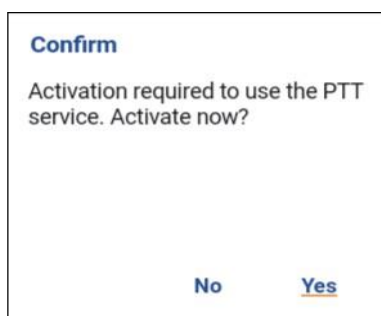 Confirm
Activation required to use the PTT
service. Activate now?
No Yes